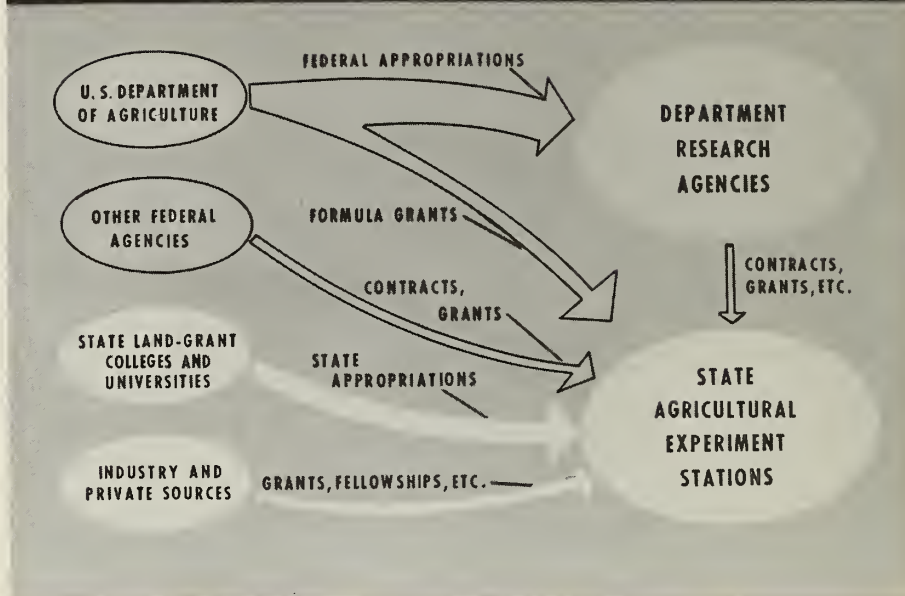 FEDERAL APPROPRIATIONS
U. S. DEPARTMENT
OF AGRICULTURE
DEPARTMENT
RESEARCH
AGENCIES
OTHER FEDERAL
AGENCIES
FORMULA GRANTS
CONTRACTS,
GRANTS, ETC.
CONTRACTS,
GRANTS
STATE LAND-GRANT
COLLEGES AND
UNIVERSITIES
STATE
APPROPRIATIONS
STATE
AGRICULTURAL
EXPERIMENT
STATIONS
INDUSTRY AND
PRIVATE SOURCES
GRANTS, FELLOWSHIPS, ETC.